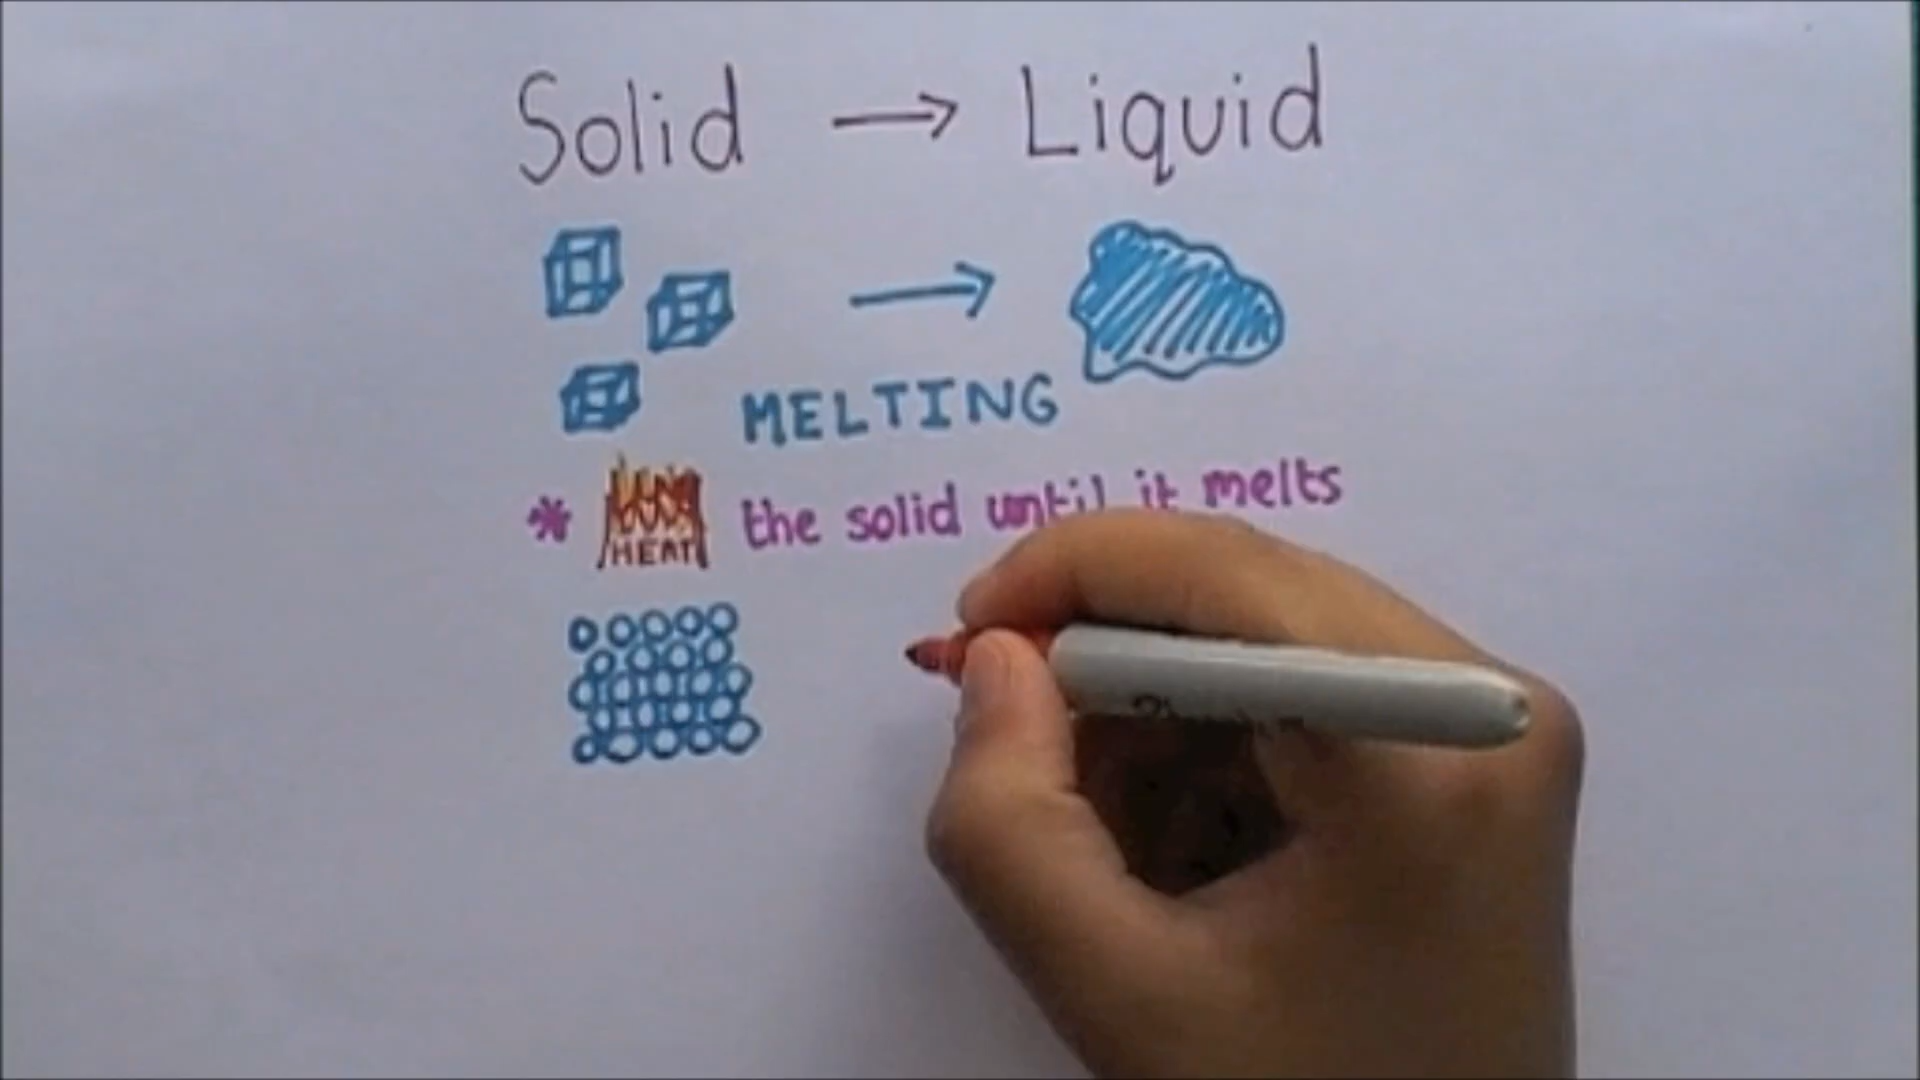 Solid → Liquid
→
MELTING
* HEAT the solid until it melts